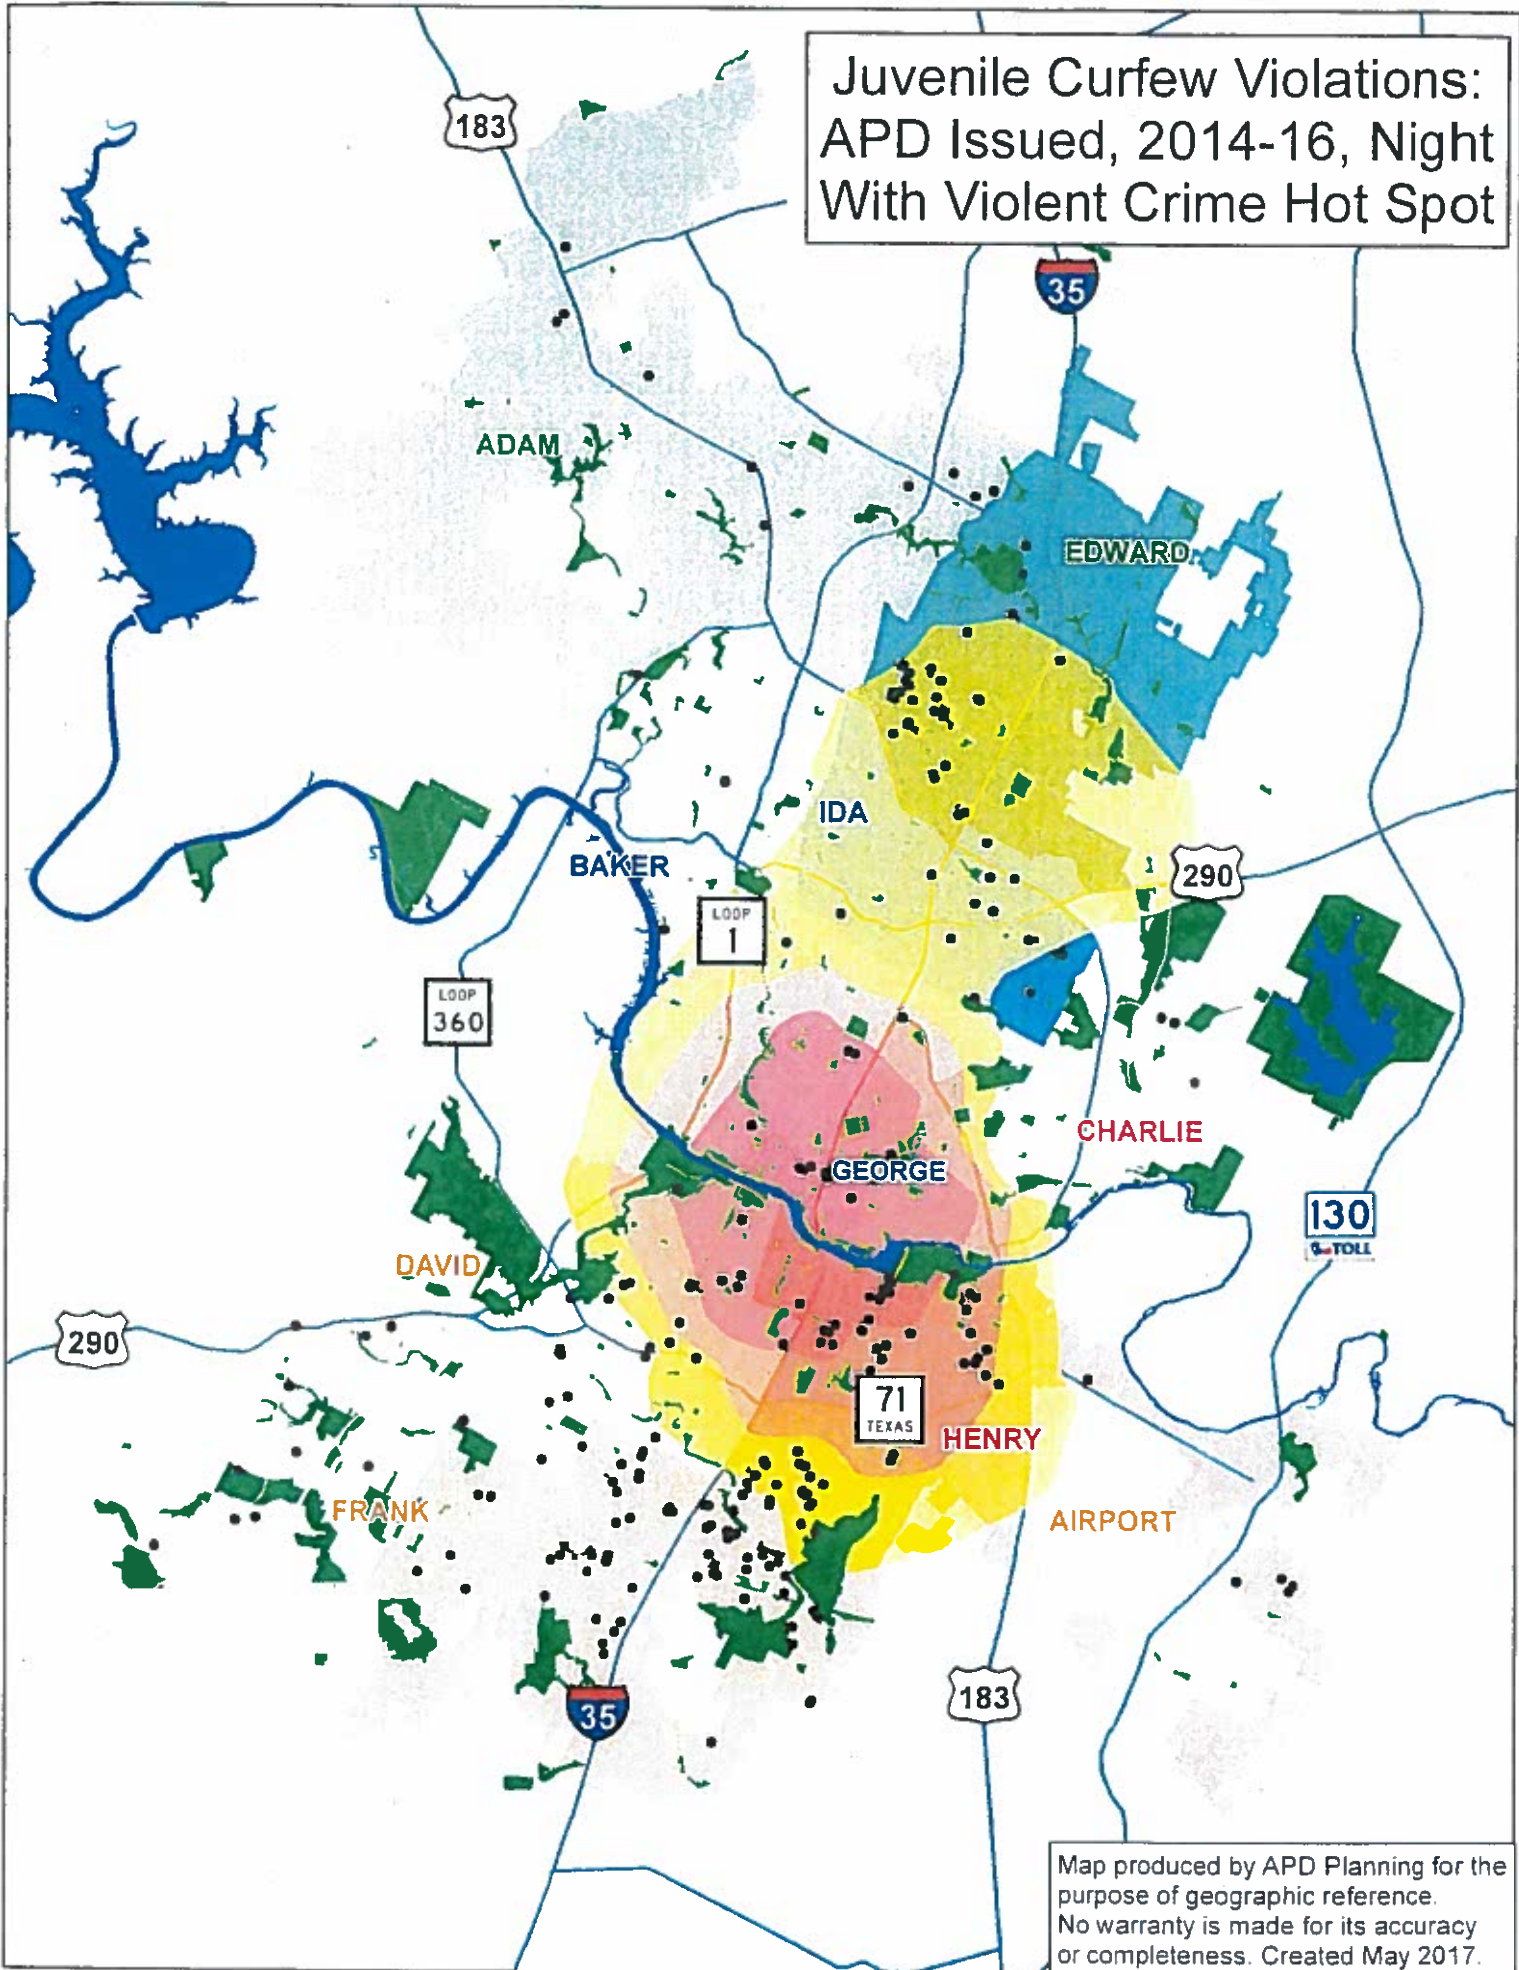 Juvenile Curfew Violations:
APD Issued, 2014-16, Night
With Violent Crime Hot Spot
183
35
ADAM
EDWARD
IDA
BAKER
290
LOOP
1
LOOP
360
CHARLIE
GEORGE
130
TOLL
DAVID
290
71
TEXAS
HENRY
FRANK
AIRPORT
183
35
Map produced by APD Planning for the
purpose of geographic reference.
No warranty is made for its accuracy
or completeness. Created May 2017.